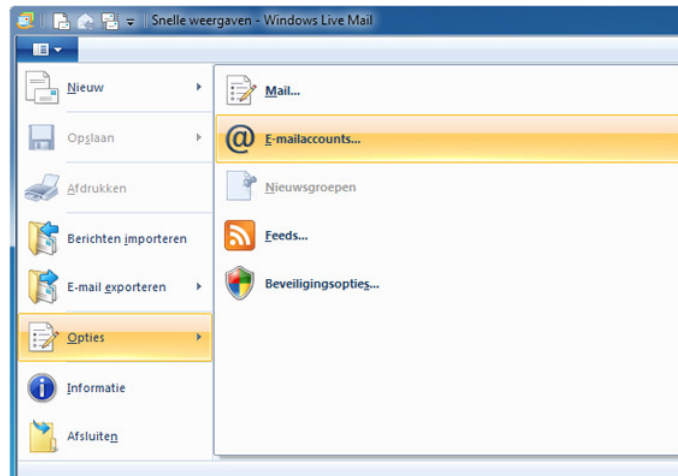 Snelle weergaven - Windows Live Mail
Nieuw
Opslaan
Afdrukken
Berichten importeren
E-mail exporteren
Opties
Informatie
Afsluiten
Mail...
@ E-mailaccounts...
Nieuwsgroepen
Feeds...
Beveiligingsopties...